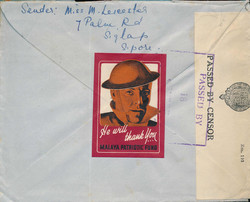 Sender: Miss M. Leicester
7 Palm Rd
Siglap
S'pore.
He will
thank You
MALAYA PATRIOTIC FUND
PASSED BY
PASSED BY CENSOR